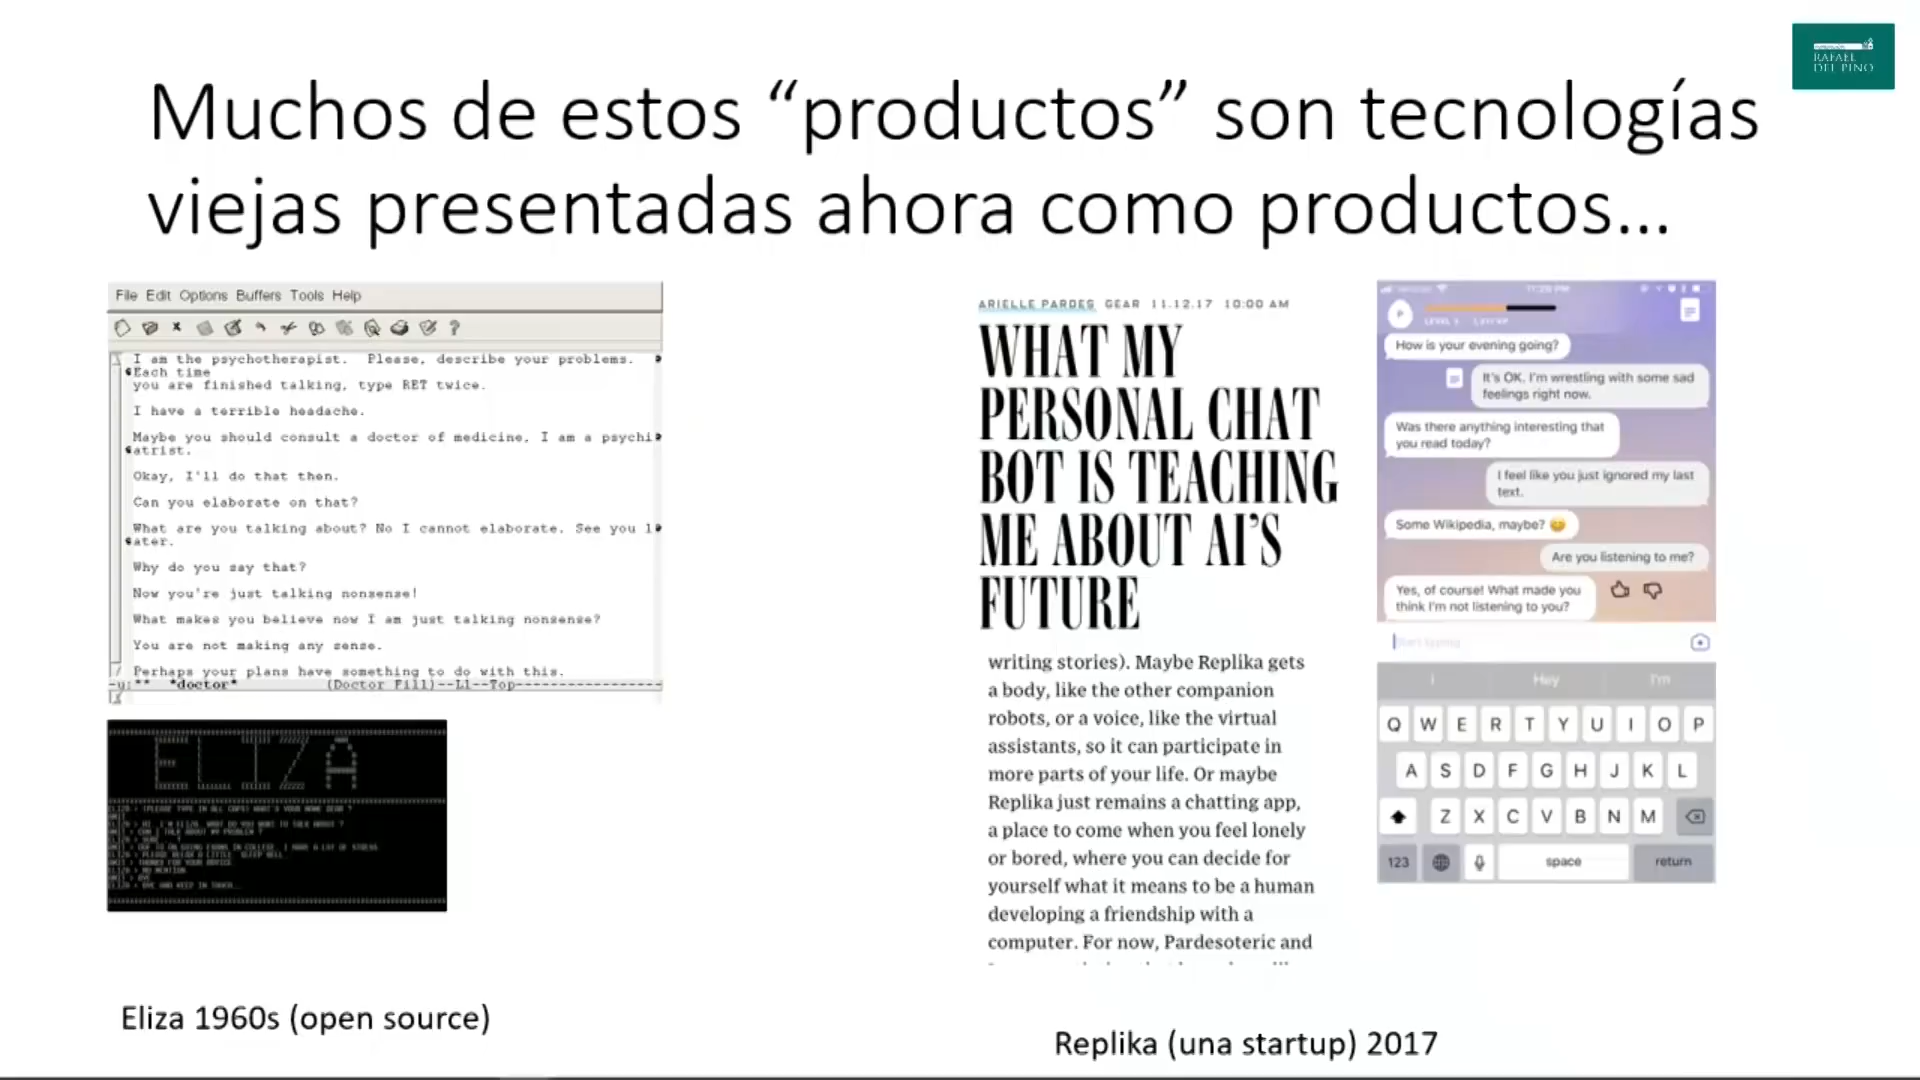 RAFAEL
DEL PINO
Muchos de estos “productos” son tecnologías
viejas presentadas ahora como productos...
File Edit Options Buffers Tools Help
I am the psychotherapist. Please, describe your problems.
Each time
you are finished talking, type RET twice.
I have a terrible headache.
Maybe you should consult a doctor of medicine, I am a psychi
atrist.
Okay, I'll do that then.
Can you elaborate on that?
What are you talking about? No I cannot elaborate. See you l
ater.
Why do you say that?
Now you're just talking nonsense!
What makes you believe now I am just talking nonsense?
You are not making any sense.
Perhaps your plans have something to do with this.
*doctor* (Doctor Fill)--L1--Top
ELIZA
Eliza 1960s (open source)
ARIELLE PARDES GEAR 11.12.17 10:00 AM
WHAT MY
PERSONAL CHAT
BOT IS TEACHING
ME ABOUT AI'S
FUTURE
writing stories). Maybe Replika gets
a body, like the other companion
robots, or a voice, like the virtual
assistants, so it can participate in
more parts of your life. Or maybe
Replika just remains a chatting app,
a place to come when you feel lonely
or bored, where you can decide for
yourself what it means to be a human
developing a friendship with a
computer. For now, Pardesoteric and
How is your evening going?
It's OK. I'm wrestling with some sad
feelings right now.
Was there anything interesting that
you read today?
I feel like you just ignored my last
text.
Some Wikipedia, maybe? 😊
Are you listening to me?
Yes, of course! What made you
think I'm not listening to you?
I Hey I'm
Q W E R T Y U I O P
A S D F G H J K L
Z X C V B N M
123 space return
Replika (una startup) 2017